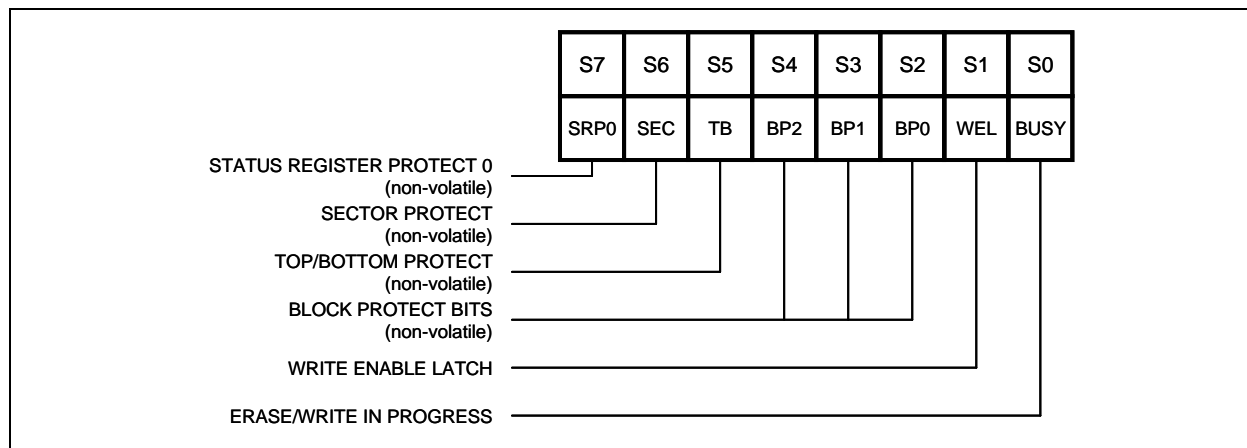 S7 S6 S5 S4 S3 S2 S1 S0
SRP0 SEC TB BP2 BP1 BP0 WEL BUSY
STATUS REGISTER PROTECT 0
(non-volatile)
SECTOR PROTECT
(non-volatile)
TOP/BOTTOM PROTECT
(non-volatile)
BLOCK PROTECT BITS
(non-volatile)
WRITE ENABLE LATCH
ERASE/WRITE IN PROGRESS